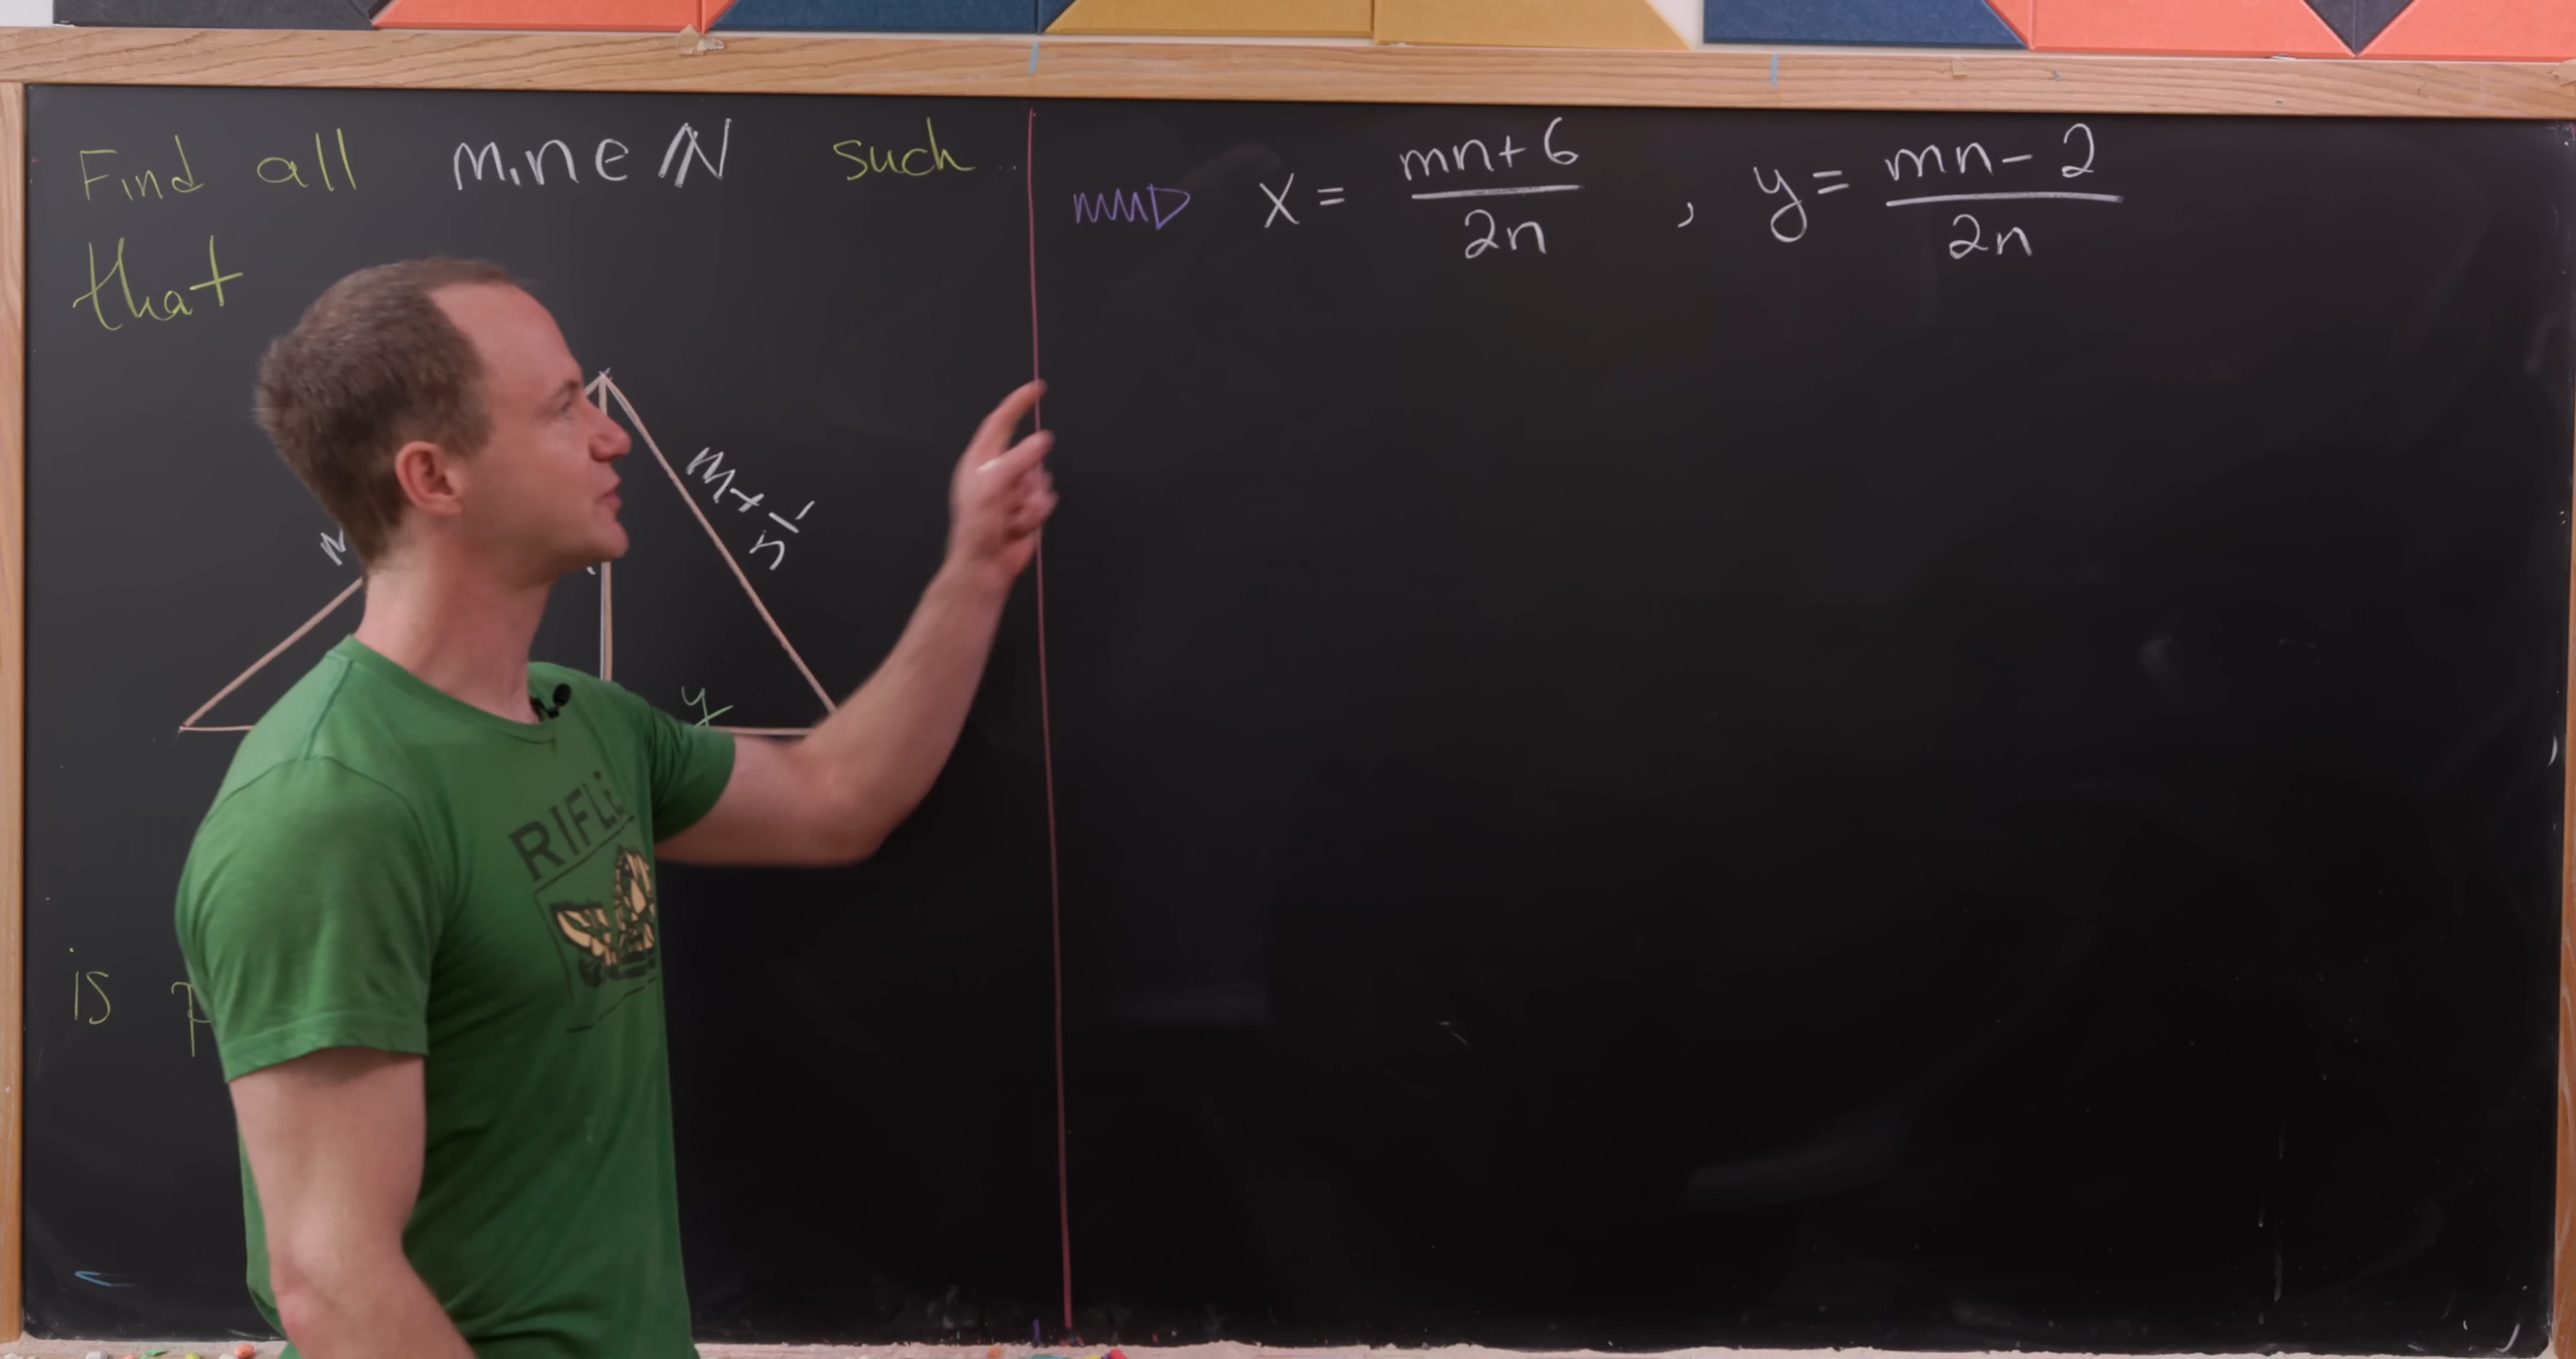 Find all m,n ∈ ℕ such
that
m + 1/n
y
is
x = (mn+6)/(2n) , y = (mn-2)/(2n)